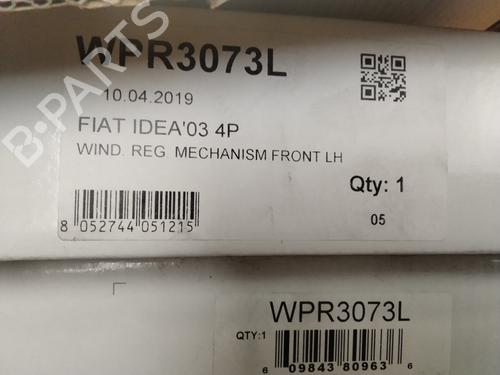 WPR3073L
10.04.2019
FIAT IDEA'03 4P
WIND. REG MECHANISM FRONT LH
Qty: 1
05
8 052744 051215
B-PARTS
WPR3073L
QTY:1
6 09843 80963 6